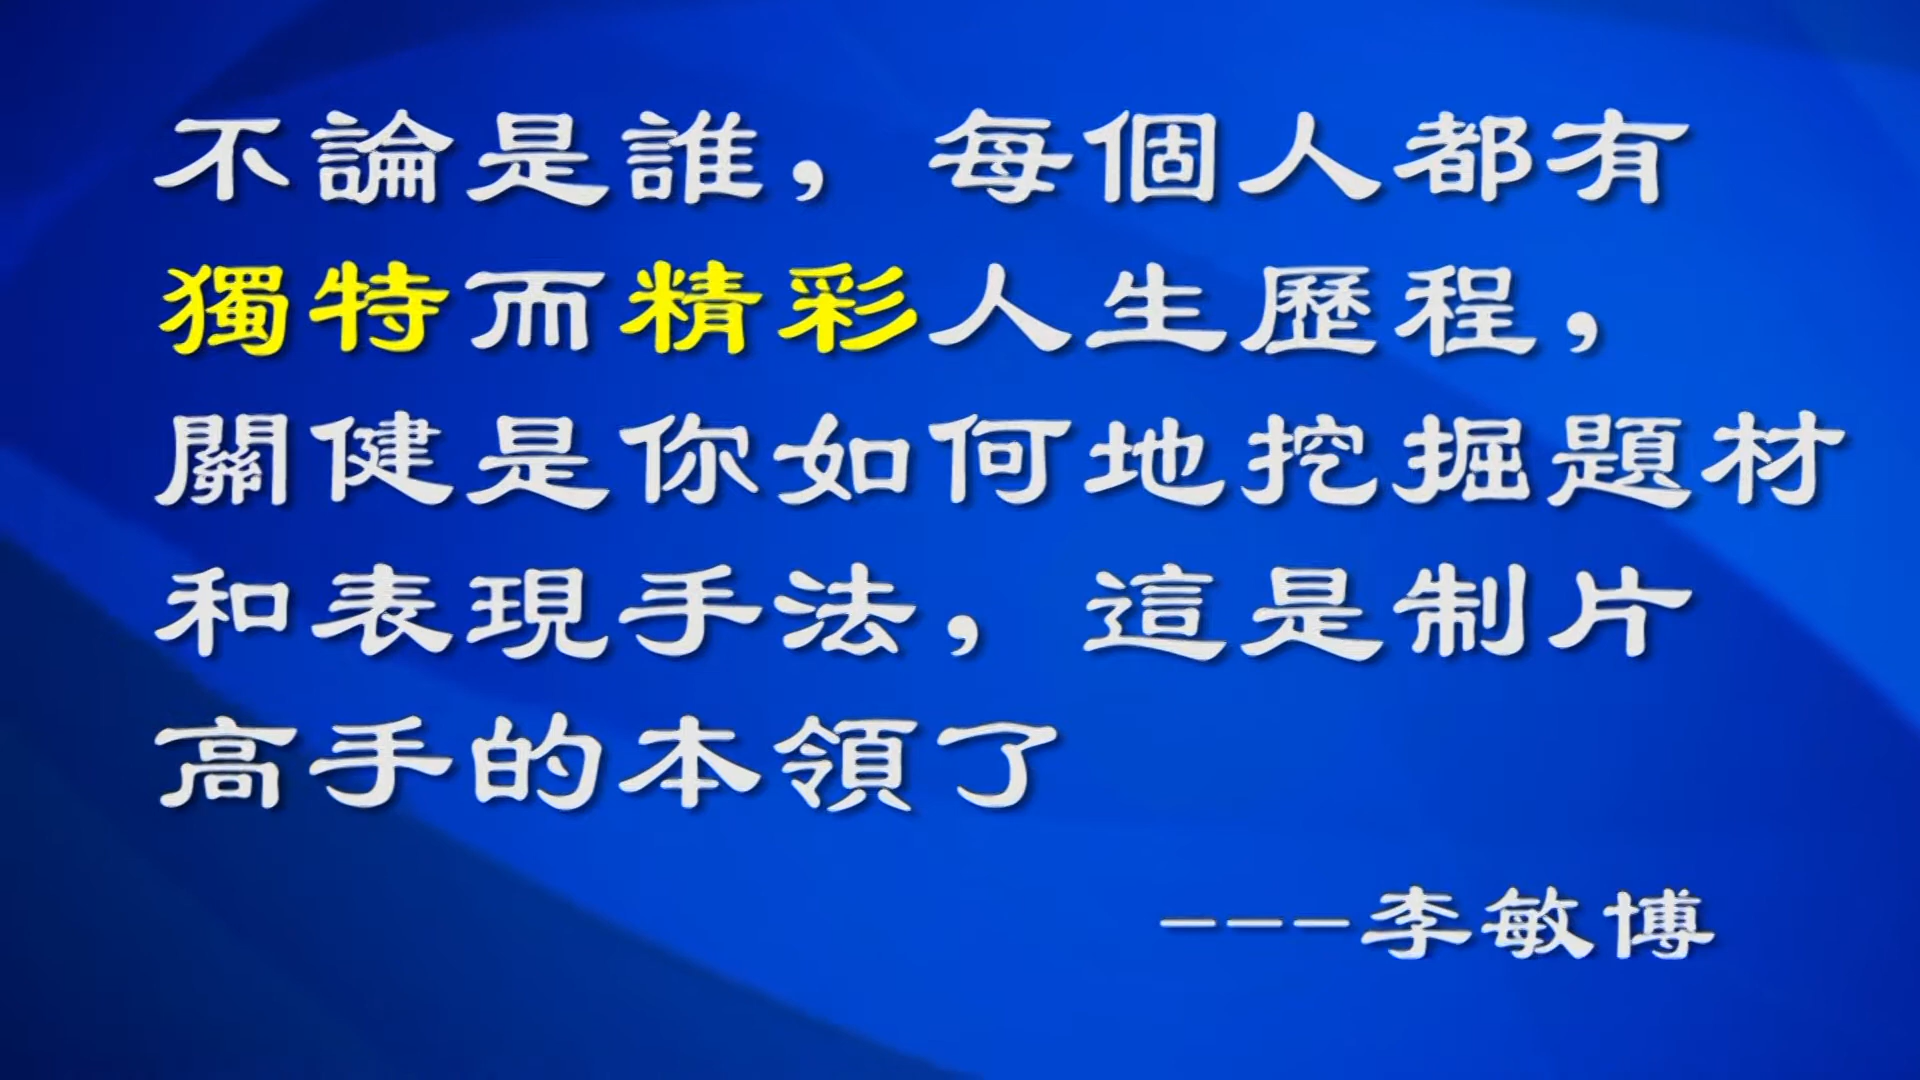 不論是誰，每個人都有
獨特而精彩人生歷程，
關健是你如何地挖掘題材
和表現手法，這是制片
高手的本領了
---李敏博